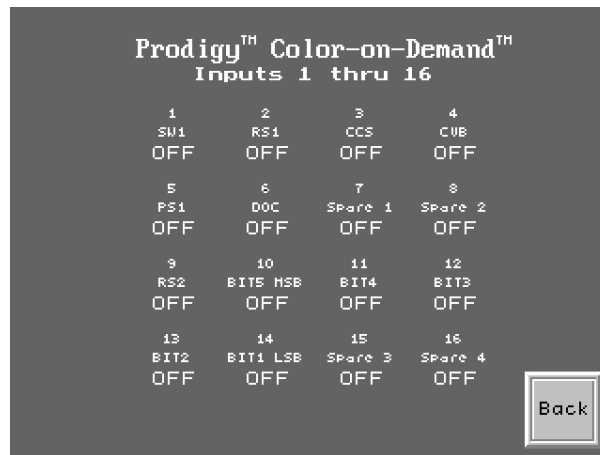 Prodigy™ Color-on-Demand™
Inputs 1 thru 16
1 2 3 4
SW1 RS1 CCS CVB
OFF OFF OFF OFF
5 6 7 8
PS1 DOC Spare 1 Spare 2
OFF OFF OFF OFF
9 10 11 12
RS2 BIT5 MSB BIT4 BIT3
OFF OFF OFF OFF
13 14 15 16
BIT2 BIT1 LSB Spare 3 Spare 4
OFF OFF OFF OFF
Back